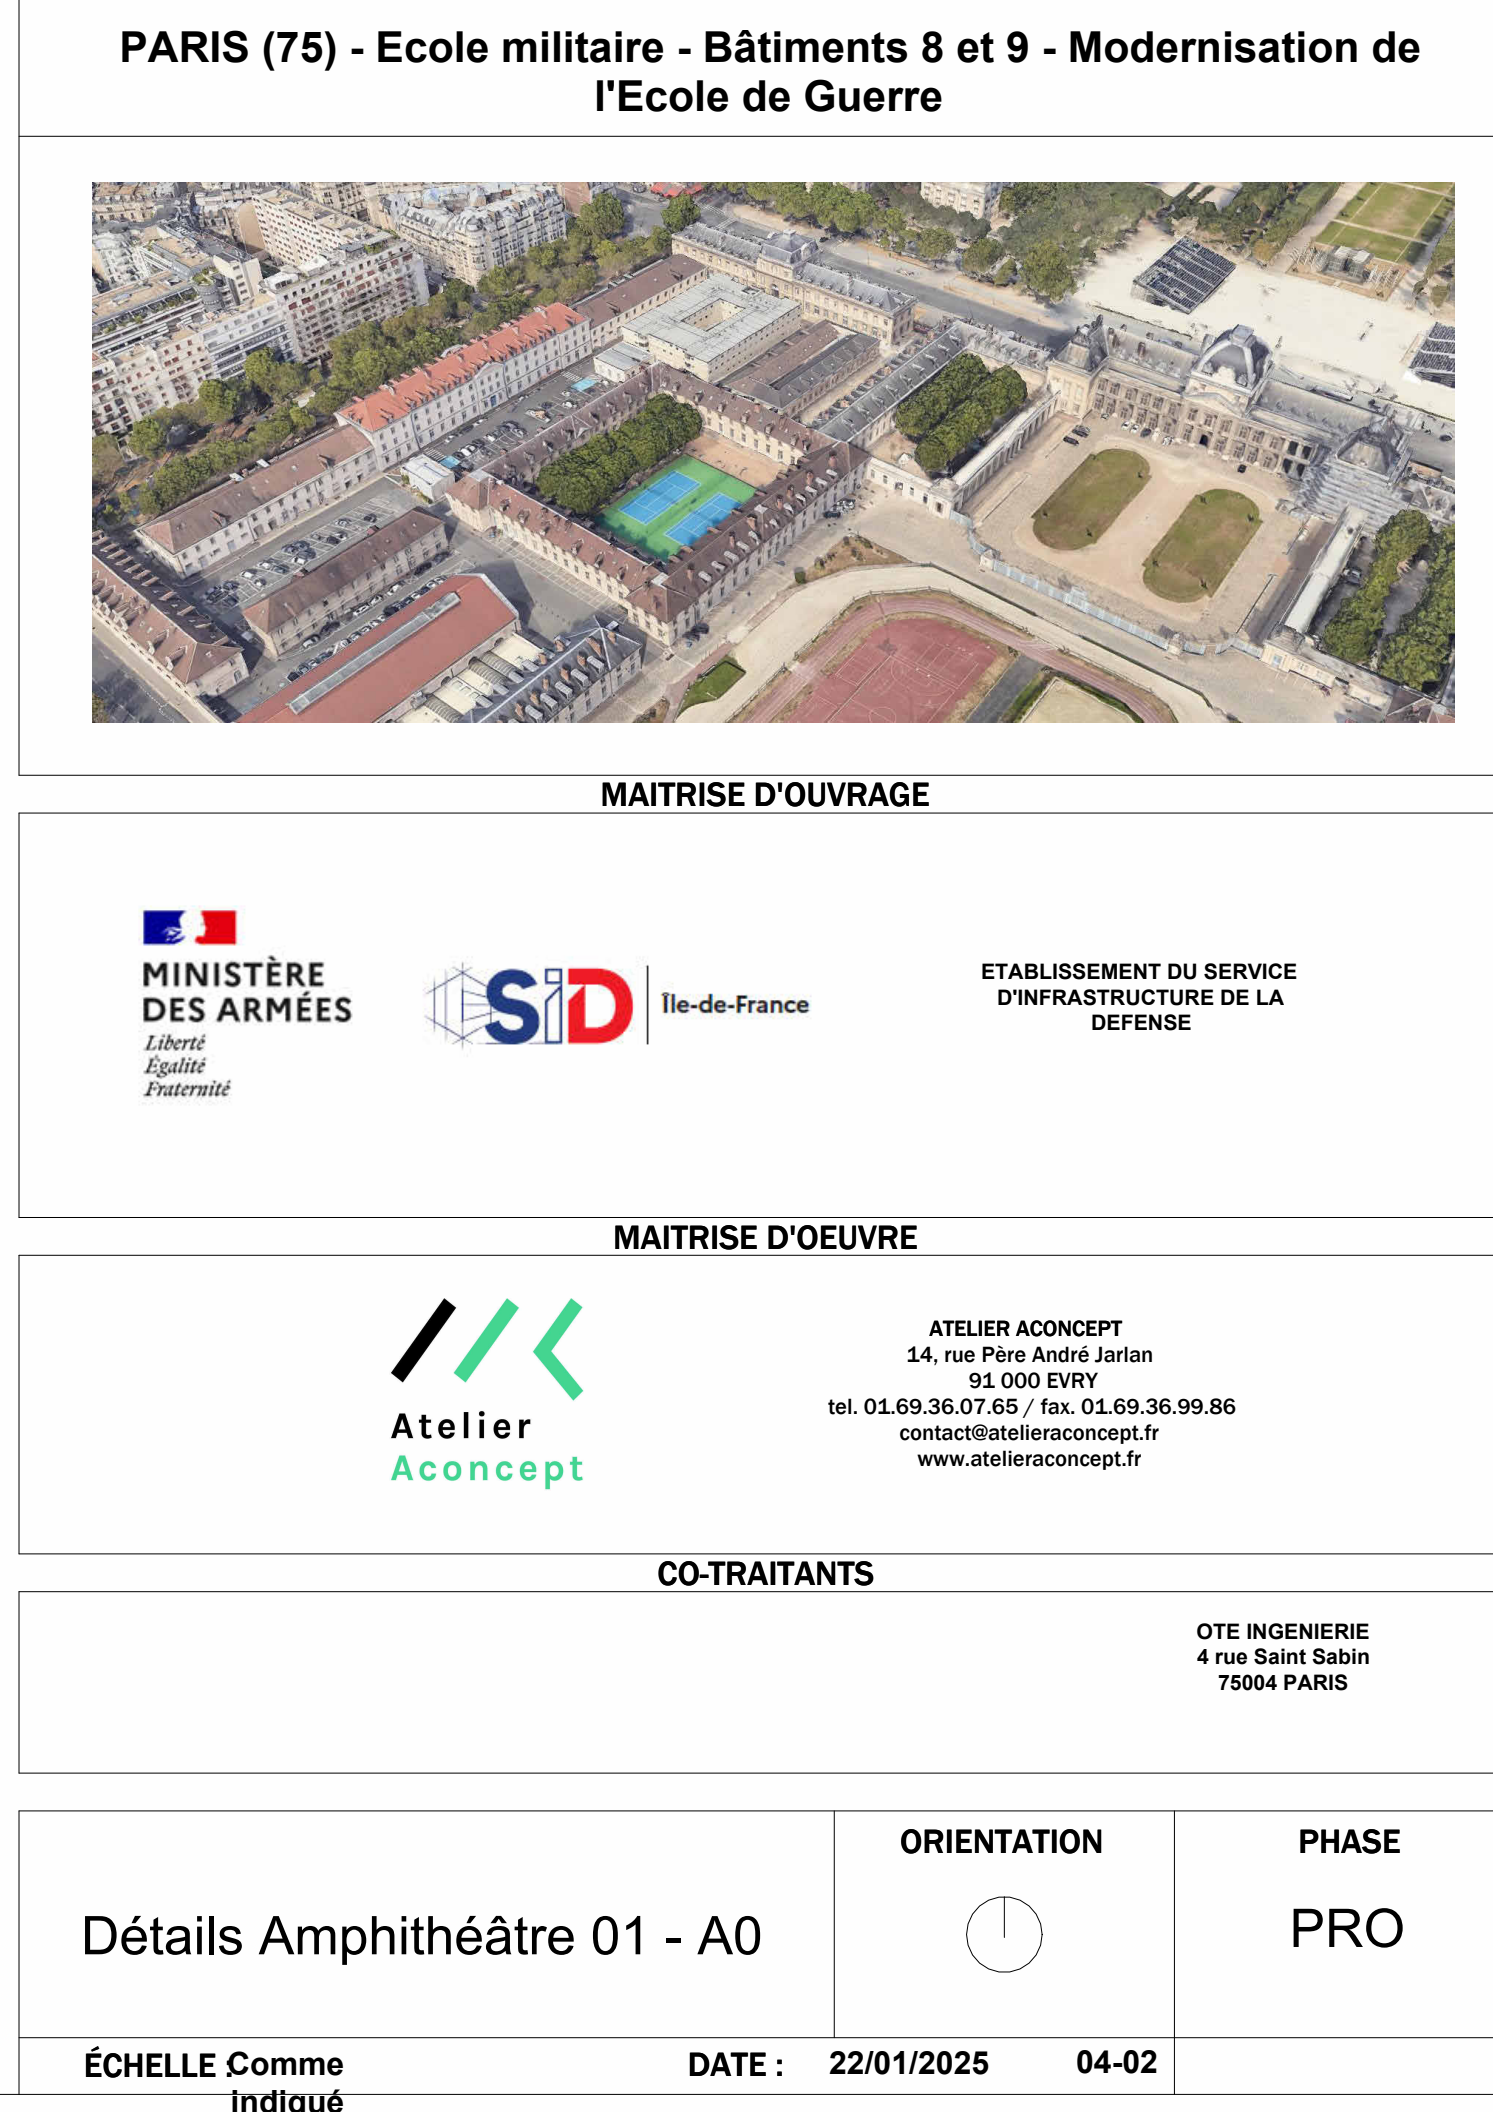 PARIS (75) - Ecole militaire - Bâtiments 8 et 9 - Modernisation de
l'Ecole de Guerre
MAITRISE D'OUVRAGE
MINISTÈRE
DES ARMÉES
Liberté
Égalité
Fraternité
SiD
Île-de-France
ETABLISSEMENT DU SERVICE
D'INFRASTRUCTURE DE LA
DEFENSE
MAITRISE D'OEUVRE
Atelier
Aconcept
ATELIER ACONCEPT
14, rue Père André Jarlan
91 000 EVRY
tel. 01.69.36.07.65 / fax. 01.69.36.99.86
contact@atelieraconcept.fr
www.atelieraconcept.fr
CO-TRAITANTS
OTE INGENIERIE
4 rue Saint Sabin
75004 PARIS
Détails Amphithéâtre 01 - A0
ORIENTATION
PHASE
PRO
ÉCHELLE : Comme
indiqué
DATE : 22/01/2025 04-02